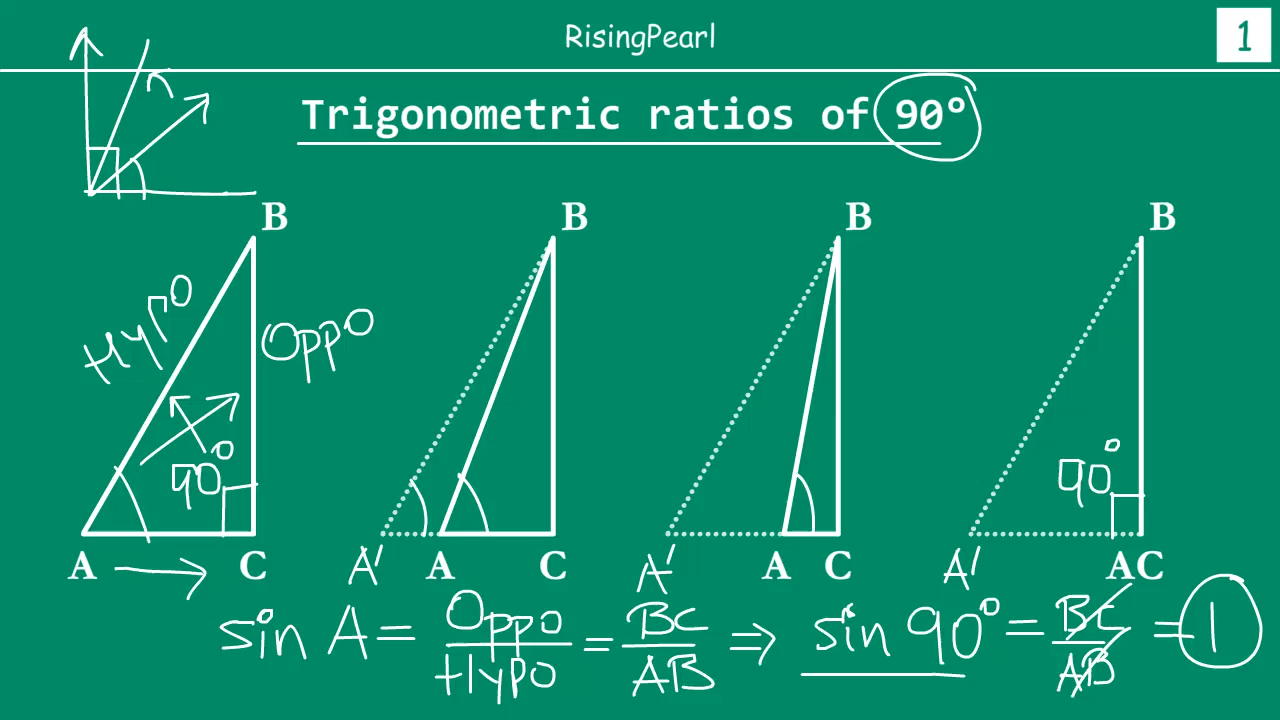 RisingPearl
1
Trigonometric ratios of 90°
B B B B
Hypo Oppo
90° 90°
A C A' A C A' A C A' AC
sin A = Oppo/Hypo = BC/AB ⇒ sin 90° = BC/AB = 1